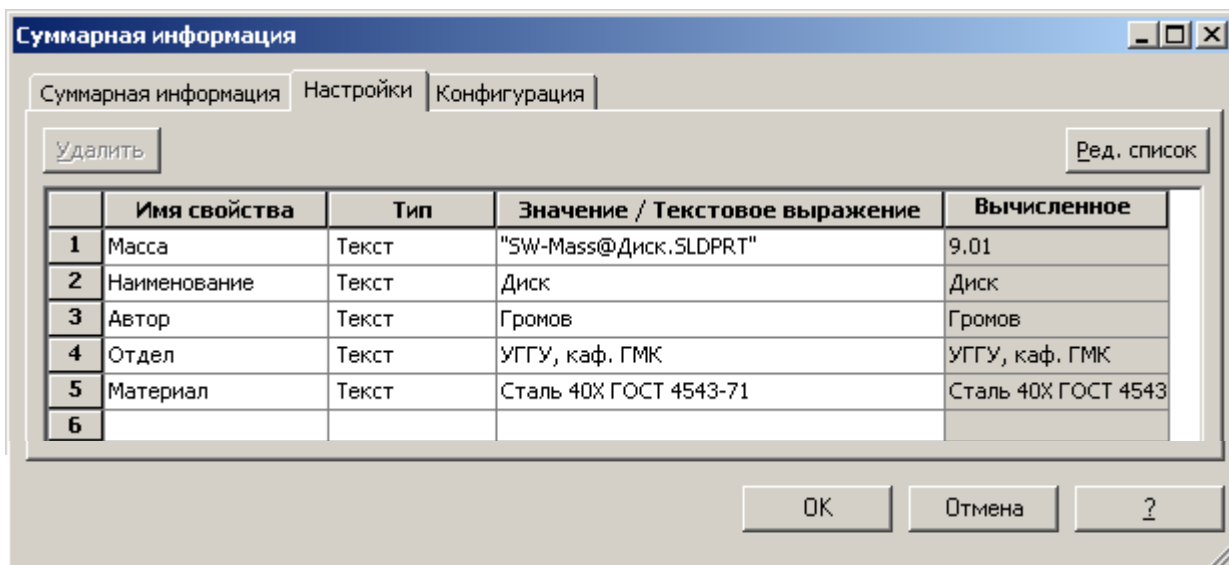 Суммарная информация
Суммарная информация Настройки Конфигурация
Удалить Ред. список
Имя свойства Тип Значение / Текстовое выражение Вычисленное
1 Масса Текст "SW-Mass@Диск.SLDPRT" 9.01
2 Наименование Текст Диск Диск
3 Автор Текст Громов Громов
4 Отдел Текст УГГУ, каф. ГМК УГГУ, каф. ГМК
5 Материал Текст Сталь 40Х ГОСТ 4543-71 Сталь 40Х ГОСТ 4543
6
OK Отмена ?